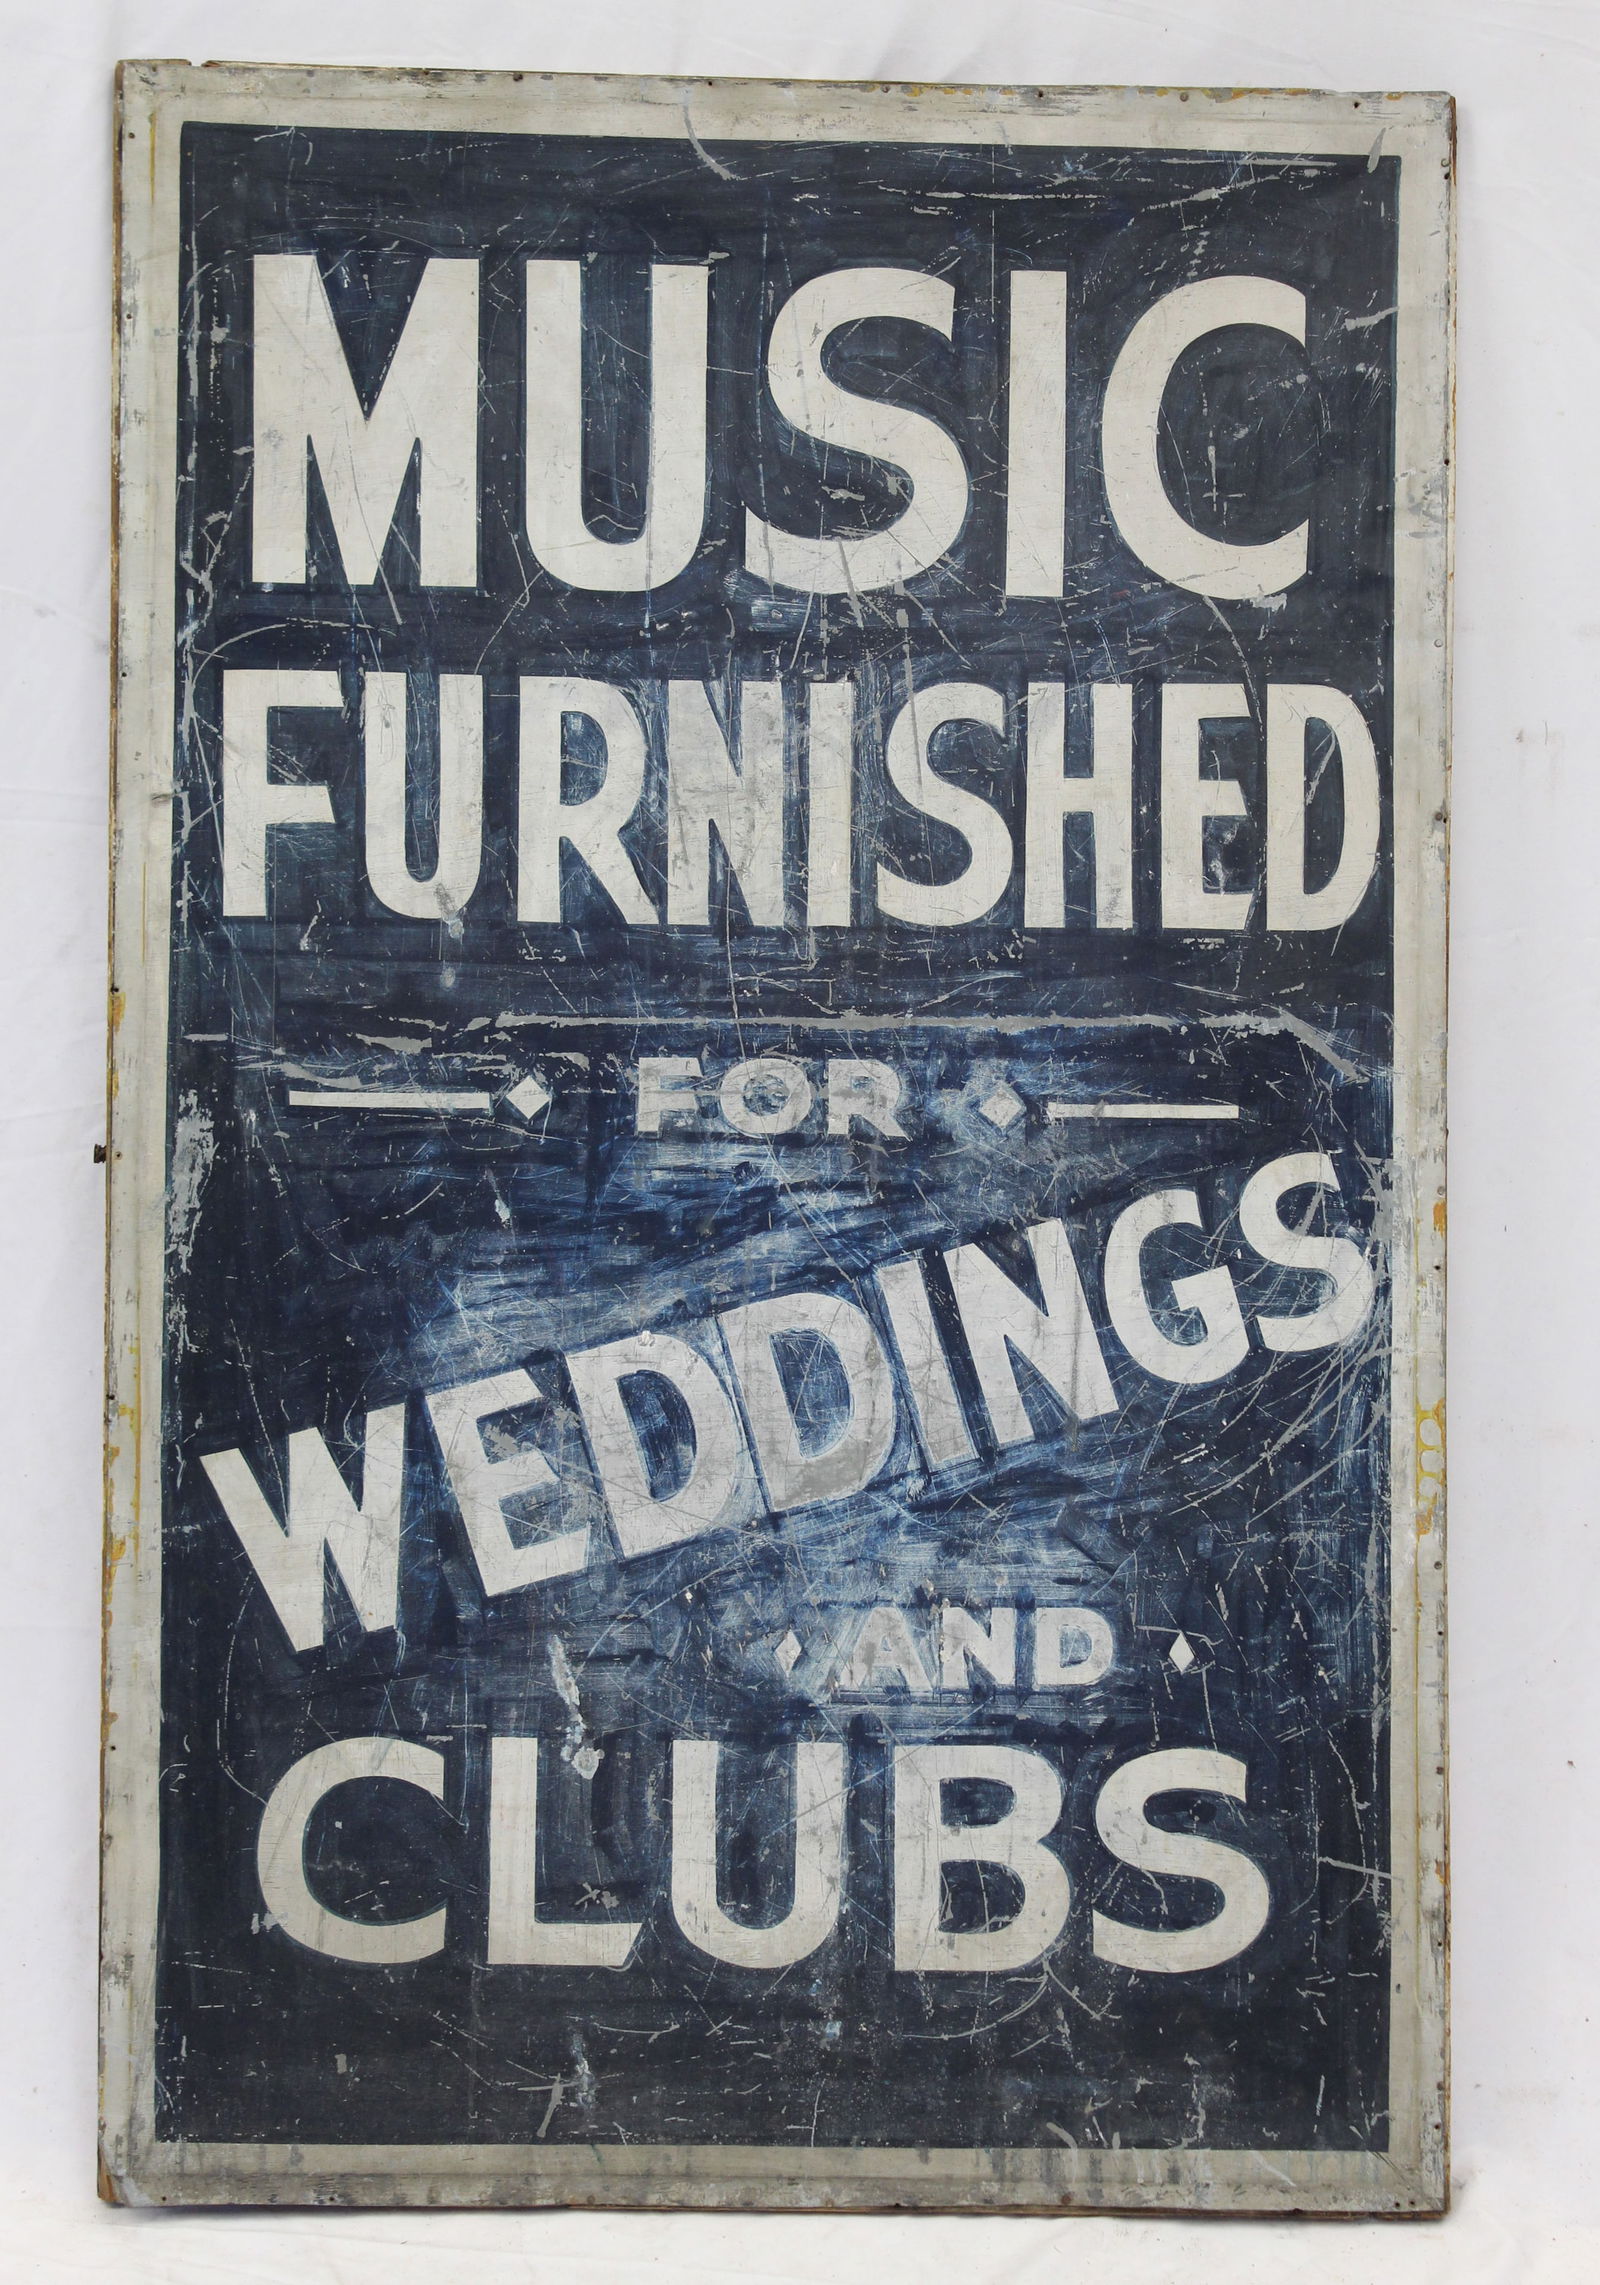 MUSIC
FURNISHED
FOR
WEDDINGS
AND
CLUBS